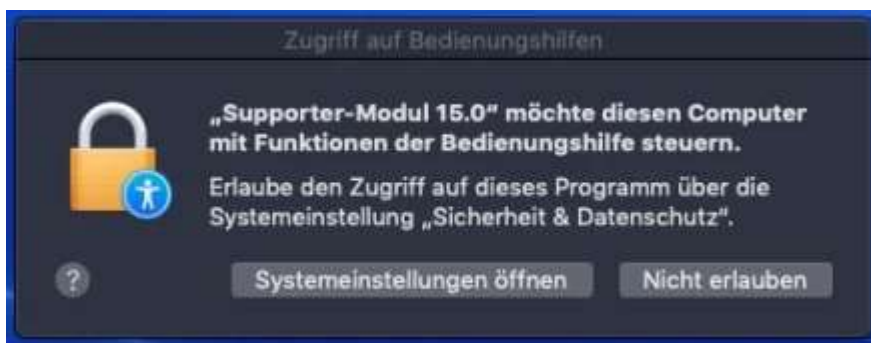 Zugriff auf Bedienungshilfen
„Supporter-Modul 15.0“ möchte diesen Computer
mit Funktionen der Bedienungshilfe steuern.
Erlaube den Zugriff auf dieses Programm über die
Systemeinstellung „Sicherheit & Datenschutz“.
?
Systemeinstellungen öffnen
Nicht erlauben